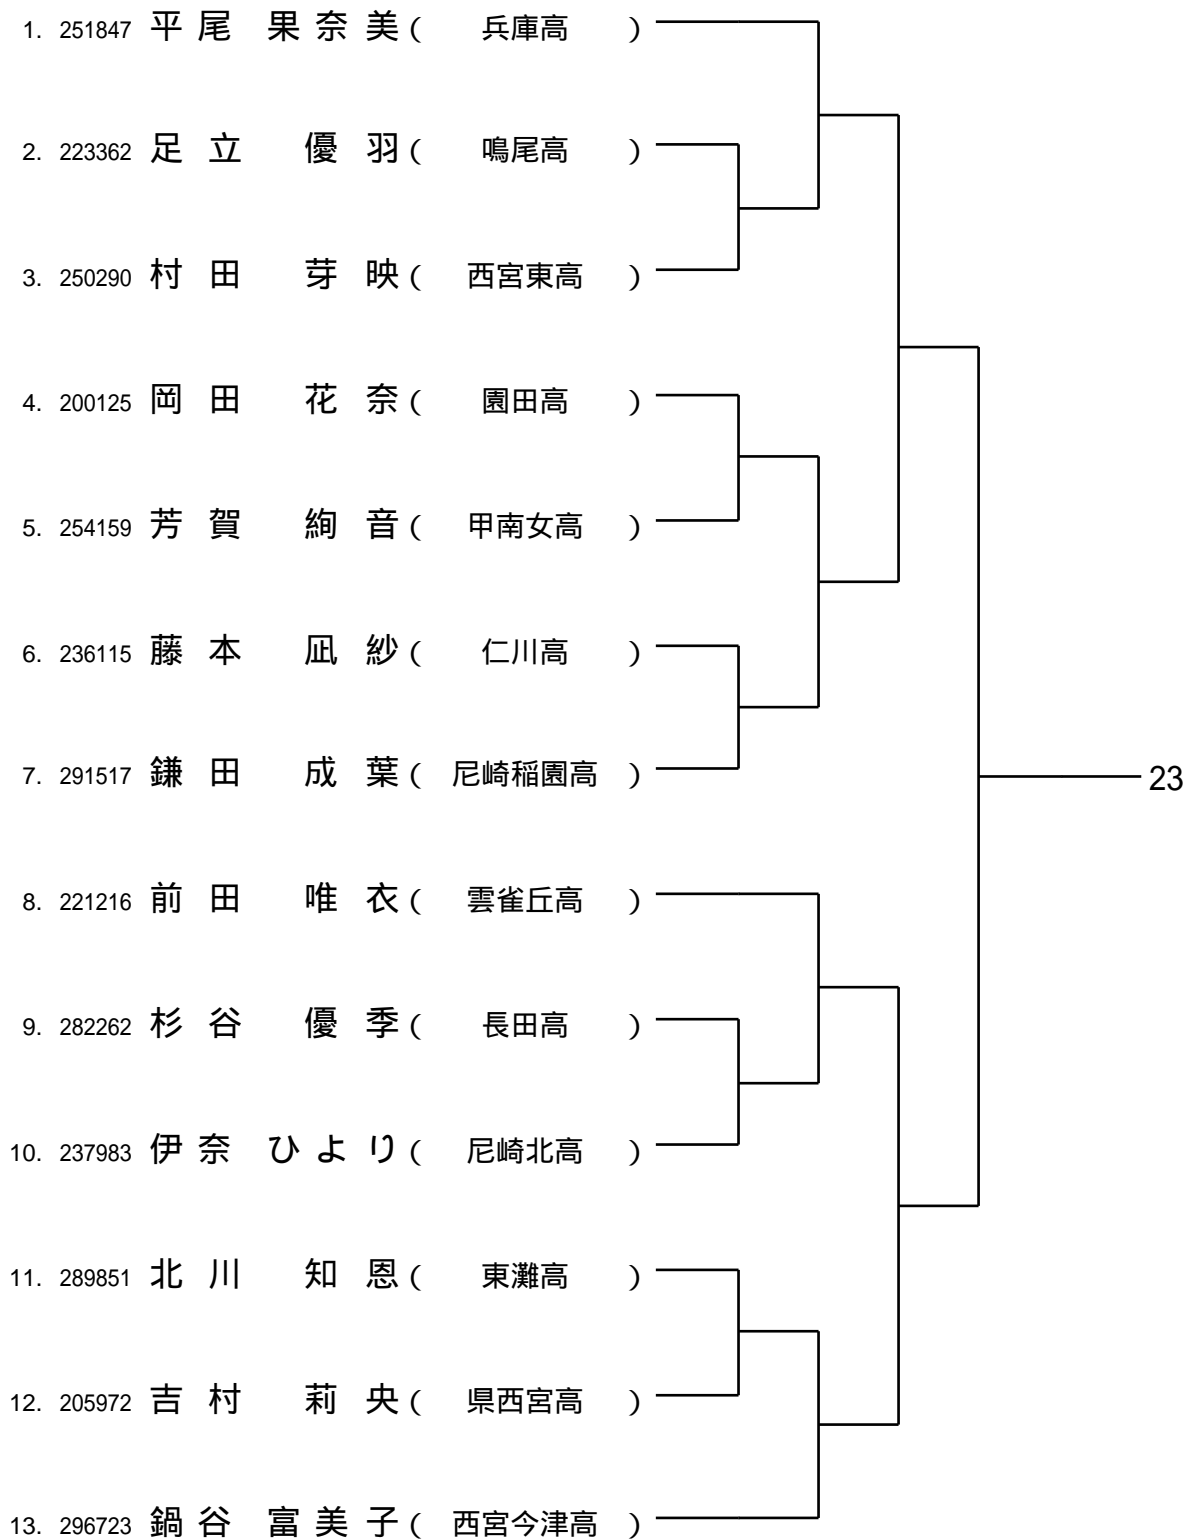 1. 251847 平尾 果奈美 ( 兵庫高 )
2. 223362 足立 優羽 ( 鳴尾高 )
3. 250290 村田 芽映 ( 西宮東高 )
4. 200125 岡田 花奈 ( 園田高 )
5. 254159 芳賀 絢音 ( 甲南女高 )
6. 236115 藤本 凪紗 ( 仁川高 )
7. 291517 鎌田 成葉 ( 尼崎稲園高 )
23
8. 221216 前田 唯衣 ( 雲雀丘高 )
9. 282262 杉谷 優季 ( 長田高 )
10. 237983 伊奈 ひより ( 尼崎北高 )
11. 289851 北川 知恩 ( 東灘高 )
12. 205972 吉村 莉央 ( 県西宮高 )
13. 296723 鍋谷 富美子 ( 西宮今津高 )